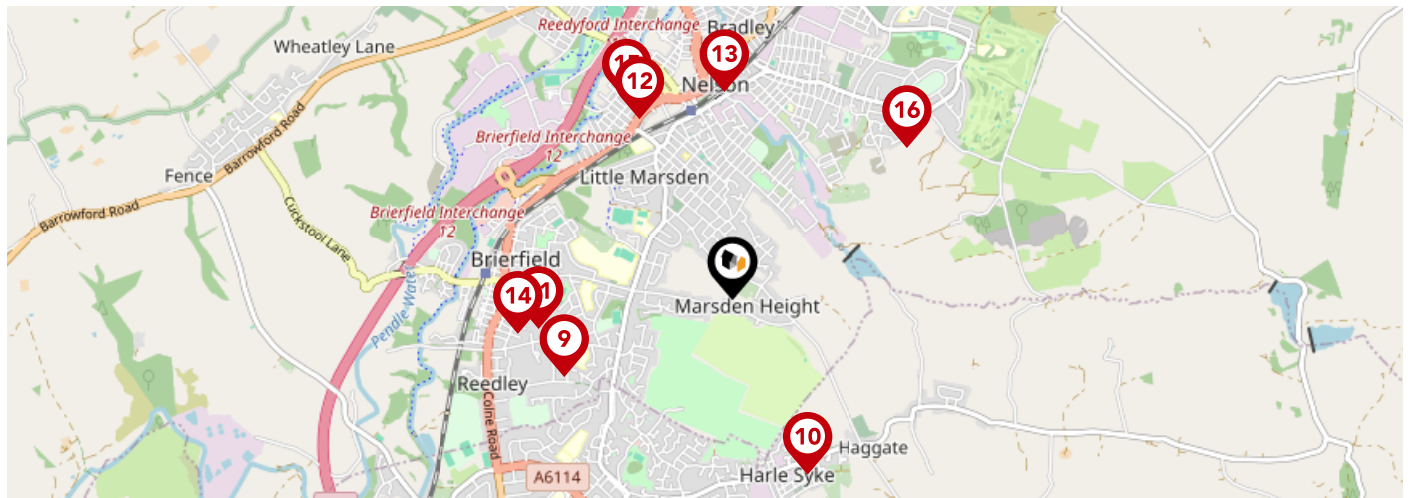 Reedyford Interchange
Bradley
Wheatley Lane
13
12
Nelson
16
Barrowford Road
Brierfield Interchange
12
Fence
Little Marsden
Barrowford Road
Brierfield Interchange
12
Cuckstool Lane
Brierfield
Pendle Water
14
Marsden Height
9
Reedley
Colne Road
10
Haggate
A6114
Harle Syke